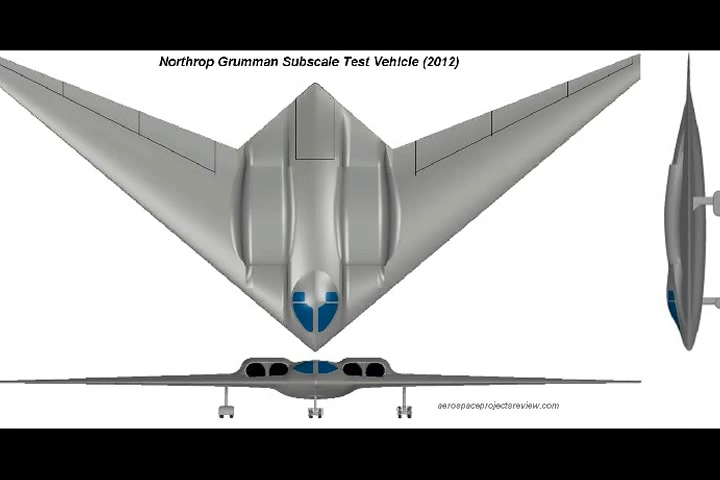 Northrop Grumman Subscale Test Vehicle (2012)
aerospaceprojectsreview.com